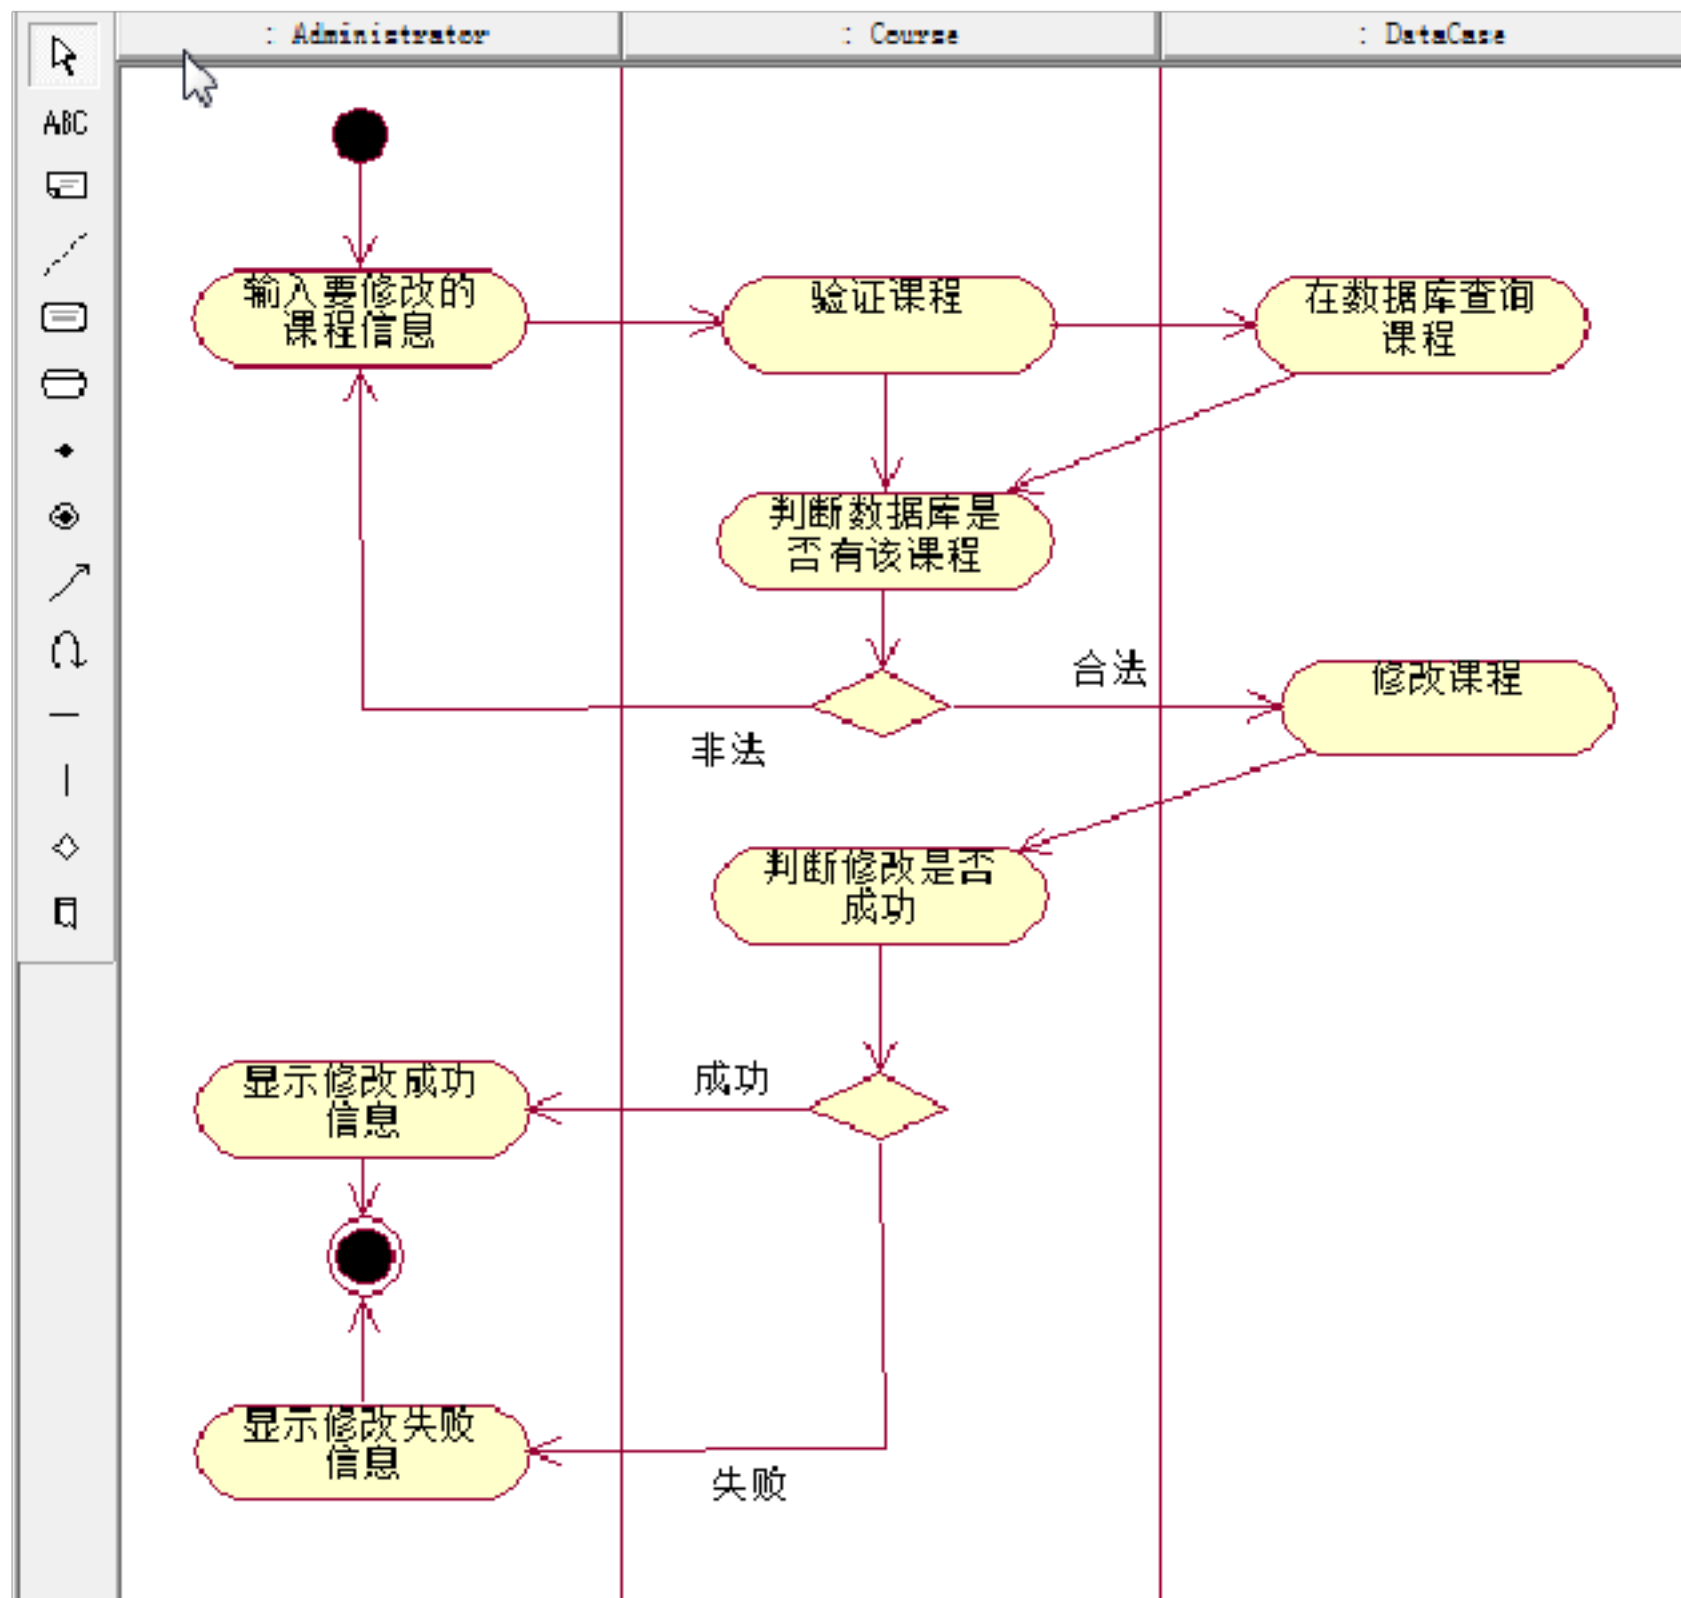 : Administrator
: Course
: DataCase
ABC
输入要修改的
课程信息
验证课程
在数据库查询
课程
判断数据库是
否有该课程
合法
修改课程
非法
判断修改是否
成功
显示修改成功
信息
成功
显示修改失败
信息
失败